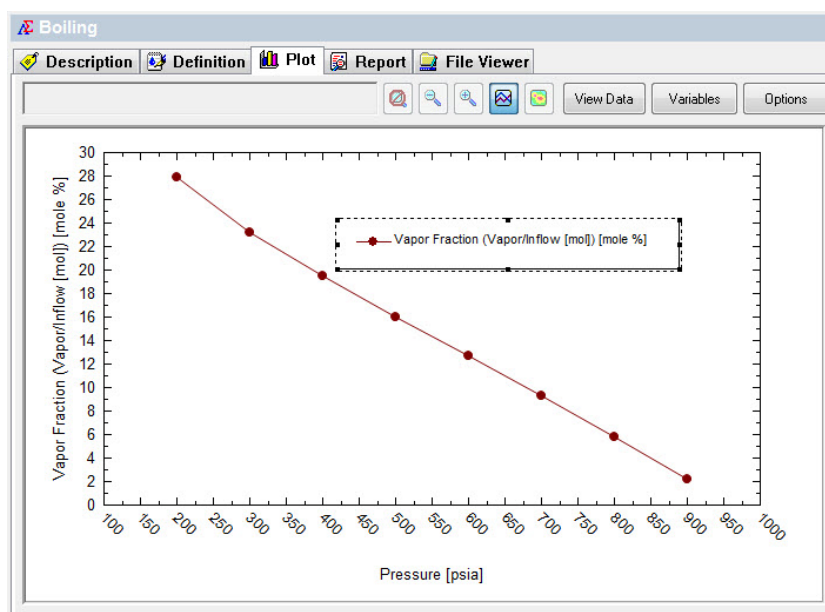 Boiling
Description Definition Plot Report File Viewer
View Data Variables Options
Vapor Fraction (Vapor/Inflow [mol]) [mole %]
30
28
26
24
22
20
18
16
14
12
10
8
6
4
2
0
Vapor Fraction (Vapor/Inflow [mol]) [mole %]
100 150 200 250 300 350 400 450 500 550 600 650 700 750 800 850 900 950 1000
Pressure [psia]